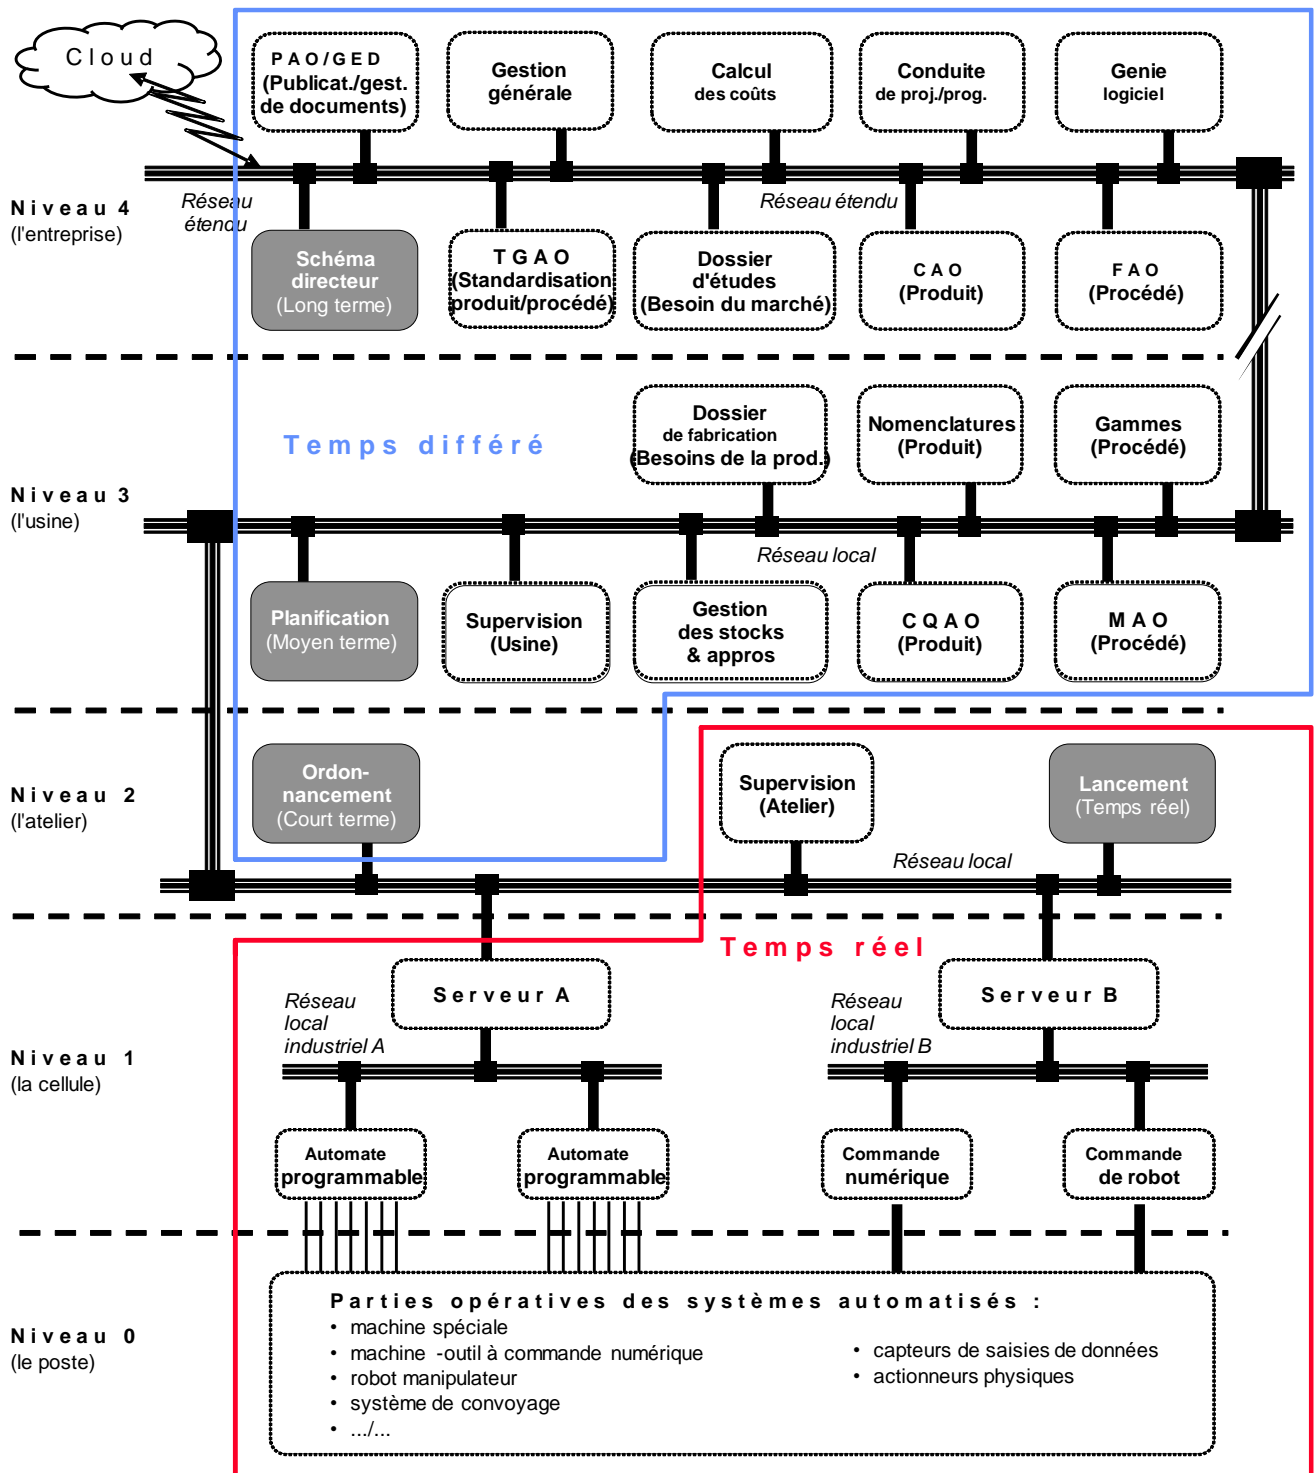 Cloud
PAO/GED
(Publicat./gest.
de documents)
Gestion
générale
Calcul
des coûts
Conduite
de proj./prog.
Genie
logiciel
Réseau
étendu
Réseau étendu
Niveau 4
(l'entreprise)
Schéma
directeur
(Long terme)
TGAO
(Standardisation
produit/procédé)
Dossier
d'études
(Besoin du marché)
CAO
(Produit)
FAO
(Procédé)
Temps différé
Dossier
de fabrication
(Besoins de la prod.)
Nomenclatures
(Produit)
Gammes
(Procédé)
Niveau 3
(l'usine)
Réseau local
Planification
(Moyen terme)
Supervision
(Usine)
Gestion
des stocks
& appros
CQAO
(Produit)
MAO
(Procédé)
Niveau 2
(l'atelier)
Ordon-
nancement
(Court terme)
Supervision
(Atelier)
Lancement
(Temps réel)
Réseau local
Temps réel
Serveur A
Serveur B
Réseau
local
industriel A
Réseau
local
industriel B
Niveau 1
(la cellule)
Automate
programmable
Automate
programmable
Commande
numérique
Commande
de robot
Niveau 0
(le poste)
Parties opératives des systèmes automatisés :
• machine spéciale
• machine -outil à commande numérique
• robot manipulateur
• système de convoyage
• .../...
• capteurs de saisies de données
• actionneurs physiques